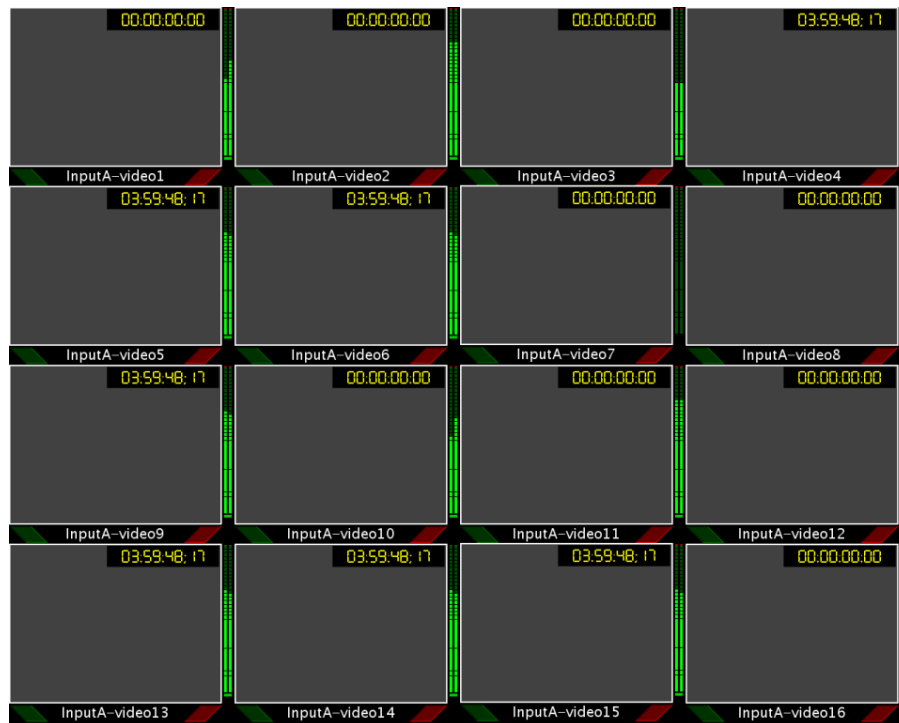 00:00:00:00 00:00:00:00 00:00:00:00 03:59:48; 17
InputA–video1 InputA–video2 InputA–video3 InputA–video4
03:59:48; 17 03:59:48; 17 00:00:00:00 00:00:00:00
InputA–video5 InputA–video6 InputA–video7 InputA–video8
03:59:48; 17 00:00:00:00 00:00:00:00 00:00:00:00
InputA–video9 InputA–video10 InputA–video11 InputA–video12
03:59:48; 17 03:59:48; 17 03:59:48; 17 00:00:00:00
InputA–video13 InputA–video14 InputA–video15 InputA–video16